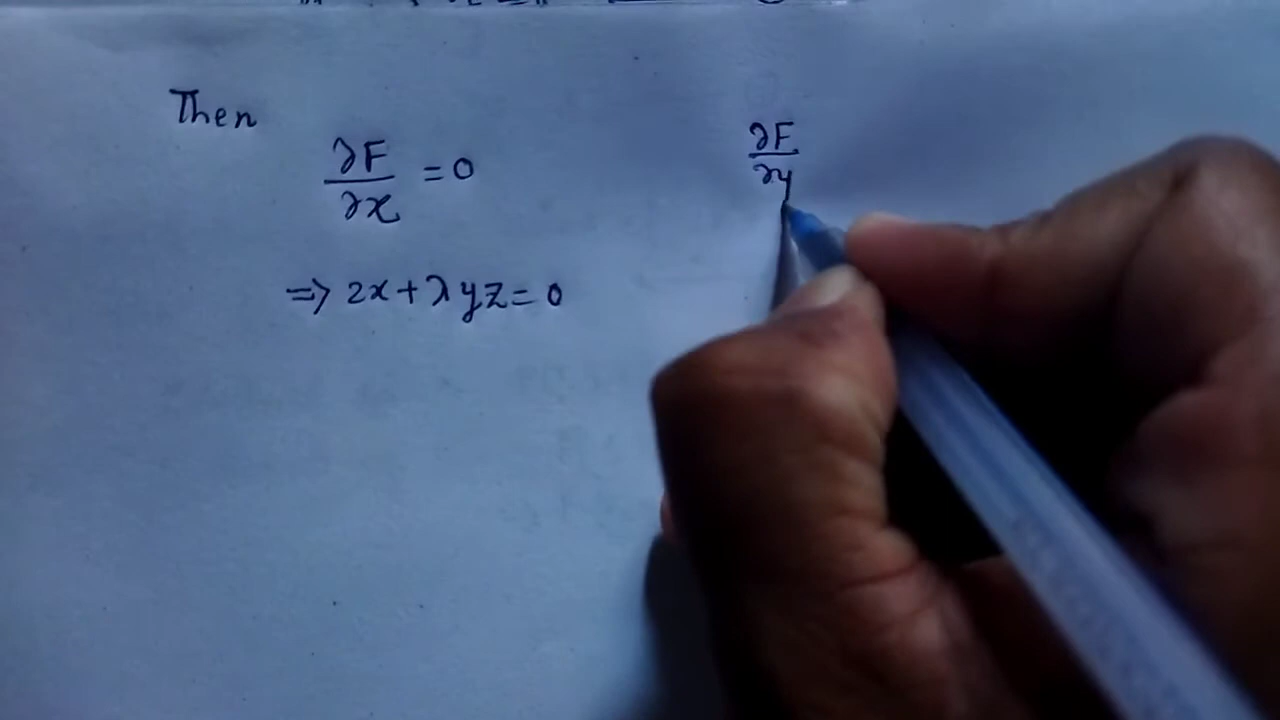 Then
∂F/∂x = 0
∂F/∂y
=> 2x + λyz = 0